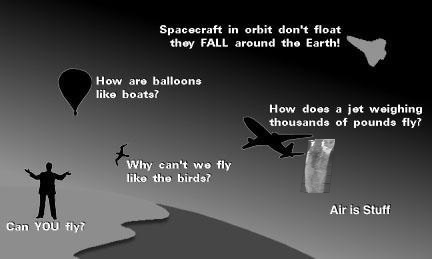 Spacecraft in orbit don't float
they FALL around the Earth!
How are balloons
like boats?
How does a jet weighing
thousands of pounds fly?
Why can't we fly
like the birds?
Air is Stuff
Can YOU fly?